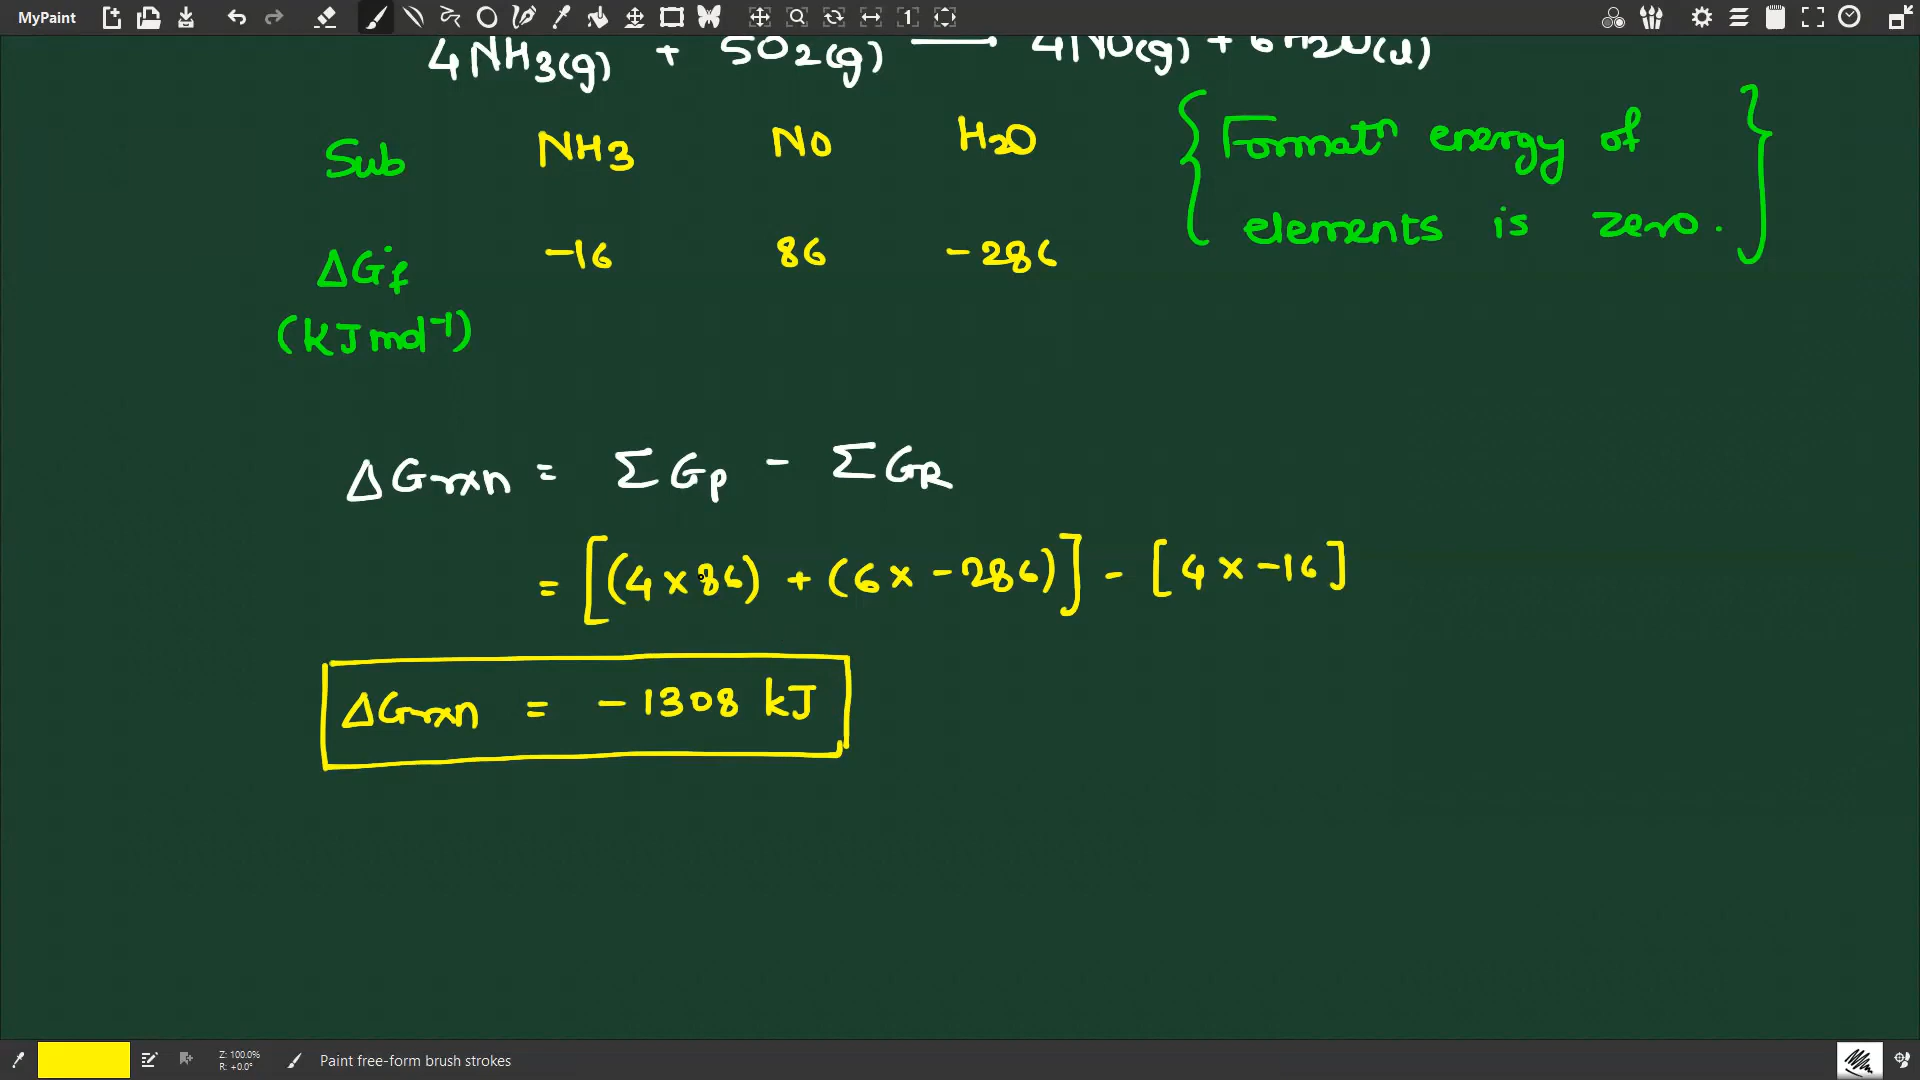 MyPaint
4NH3(g) + 5O2(g) — 4NO(g) + 6H2O(l)
Sub NH3 NO H2O
{ Formatⁿ energy of
elements is zero. }
ΔG°f -16 86 -286
(kJ mol⁻¹)
ΔGrxn = ΣGp - ΣGR
= [(4 x 86) + (6 x -286)] - [4 x -16]
ΔGrxn = -1308 kJ
Z: 100.0%
R: +0.0°
Paint free-form brush strokes